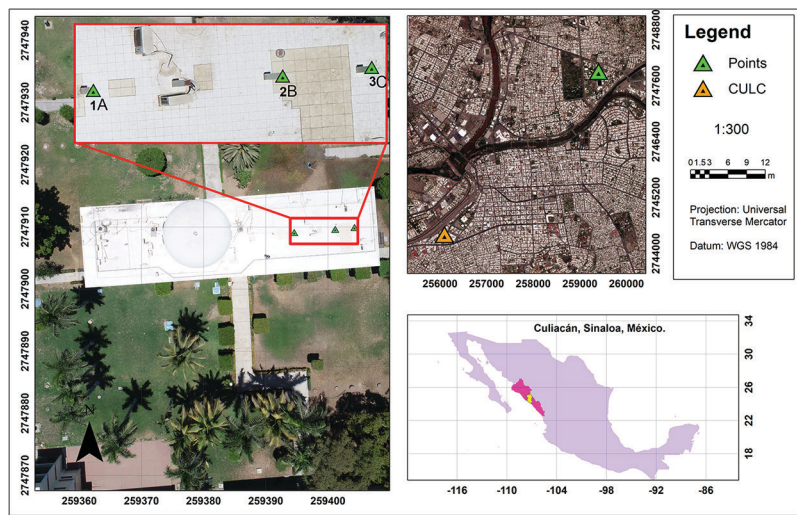 2747940
2747930
2747920
2747910
2747900
2747890
2747880
2747870
1A
2B
3C
N
259360
259370
259380
259390
259400
2748800
2747600
2746400
2745200
2744000
256000
257000
258000
259000
260000
Legend
Points
CULC
1:300
0 1.5 3 6 9 12
m
Projection: Universal
Transverse Mercator
Datum: WGS 1984
Culiacán, Sinaloa, México.
34
30
26
22
18
-116
-110
-104
-98
-92
-86